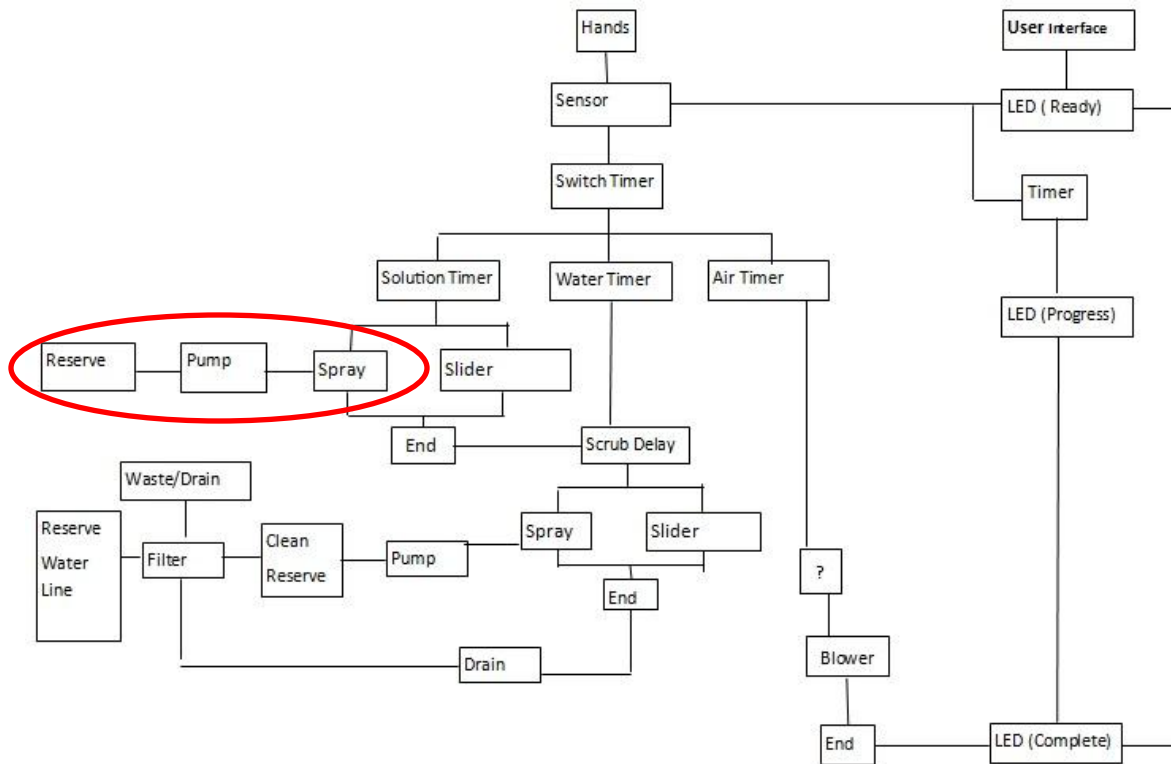 Hands
User Interface
Sensor
LED ( Ready)
Switch Timer
Timer
Solution Timer
Water Timer
Air Timer
LED (Progress)
Reserve
Pump
Spray
Slider
End
Scrub Delay
Waste/Drain
Reserve
Water
Line
Filter
Clean
Reserve
Pump
Spray
Slider
?
End
Drain
Blower
End
LED (Complete)